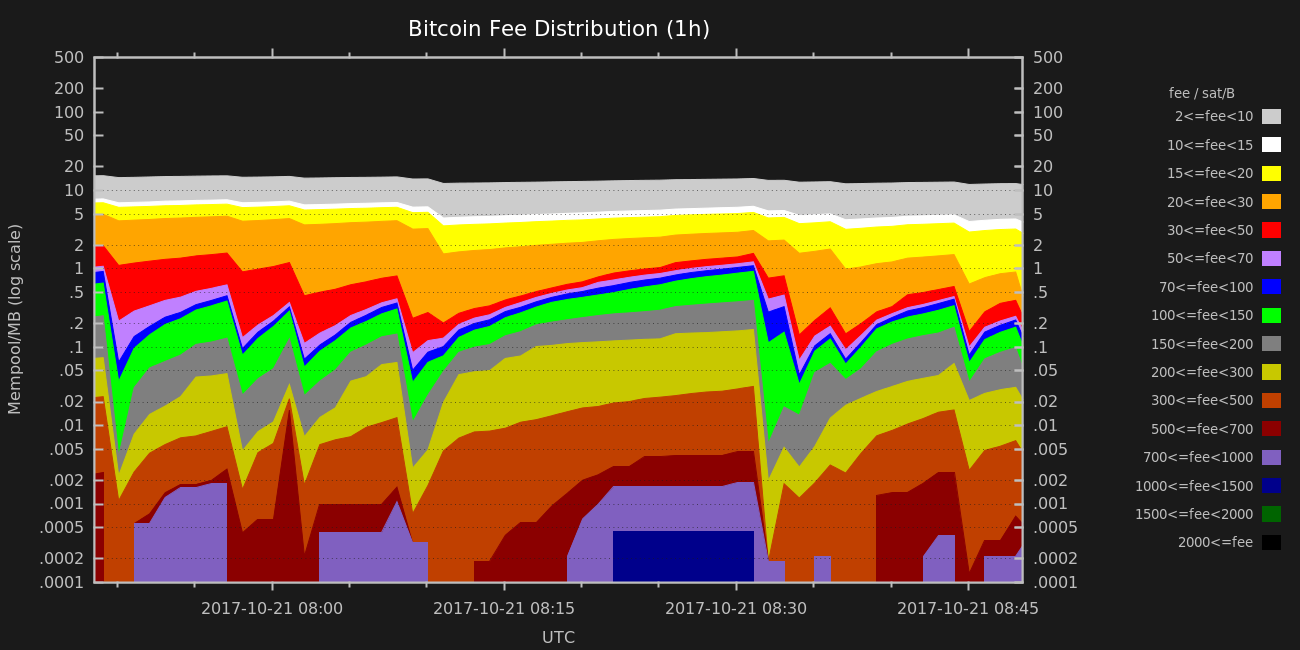 Bitcoin Fee Distribution (1h)
500 500
200 200
100 100
50 50
20 20
10 10
5 5
2 2
1 1
.5 .5
.2 .2
.1 .1
.05 .05
.02 .02
.01 .01
.005 .005
.002 .002
.001 .001
.0005 .0005
.0002 .0002
.0001 .0001
Mempool/MB (log scale)
2017-10-21 08:00 2017-10-21 08:15 2017-10-21 08:30 2017-10-21 08:45
UTC
fee / sat/B
2<=fee<10
10<=fee<15
15<=fee<20
20<=fee<30
30<=fee<50
50<=fee<70
70<=fee<100
100<=fee<150
150<=fee<200
200<=fee<300
300<=fee<500
500<=fee<700
700<=fee<1000
1000<=fee<1500
1500<=fee<2000
2000<=fee